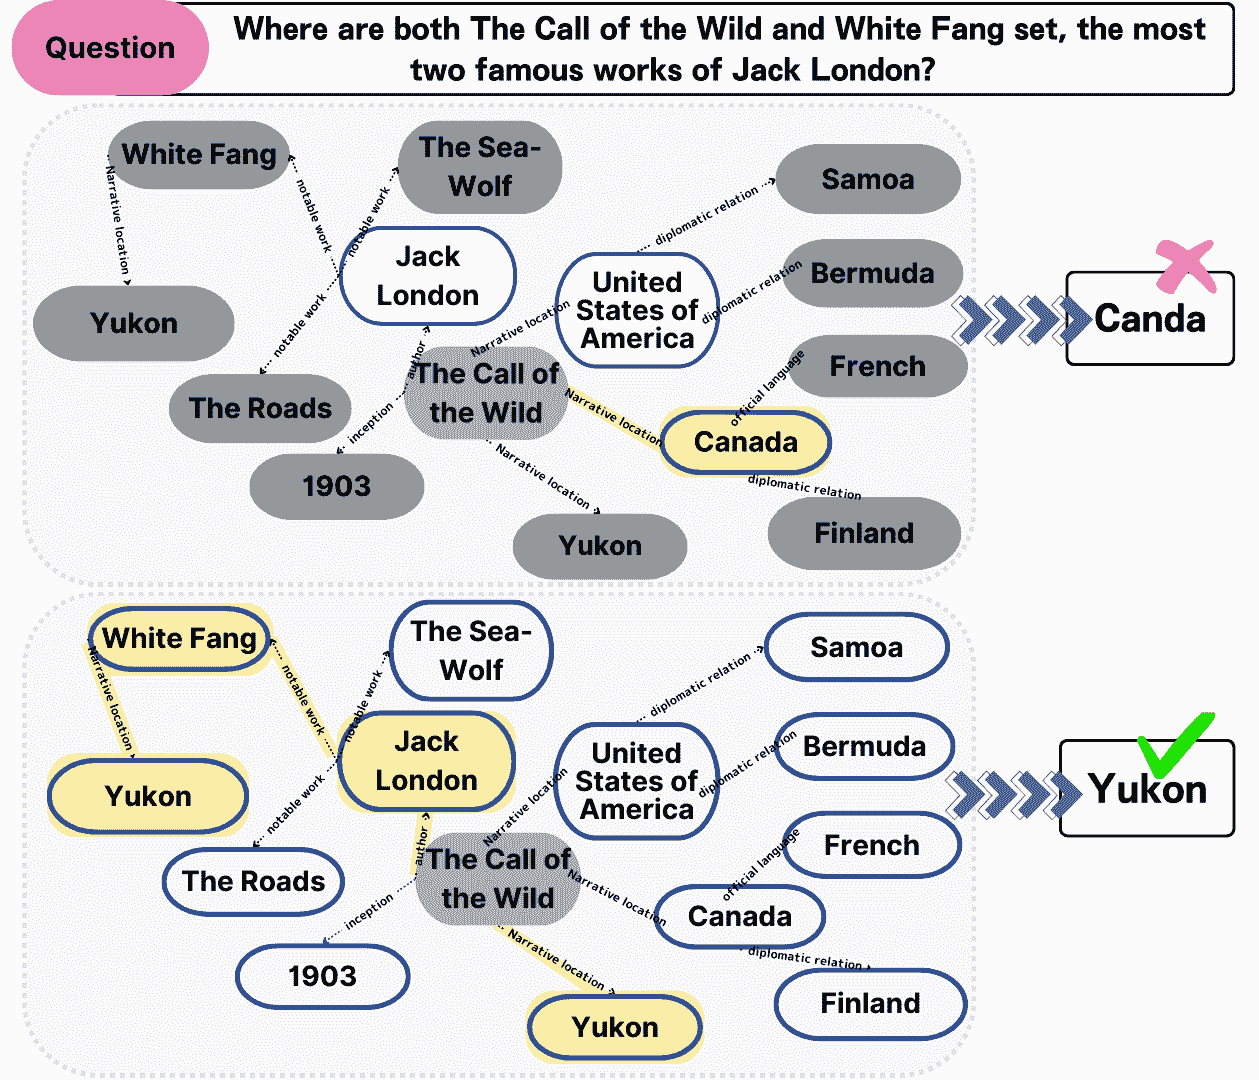 Question
Where are both The Call of the Wild and White Fang set, the most
two famous works of Jack London?
White Fang
The Sea-
Wolf
Samoa
Narrative location
notable work
notable work
diplomatic relation
Jack
London
United
States of
America
Bermuda
diplomatic relation
Yukon
notable work
Narrative location
author
official language
French
Canda
The Roads
The Call of
the Wild
inception
Narrative location
Canada
1903
Narrative location
diplomatic relation
Yukon
Finland
White Fang
The Sea-
Wolf
Samoa
Narrative location
notable work
notable work
diplomatic relation
Jack
London
United
States of
America
Bermuda
diplomatic relation
Yukon
notable work
Narrative location
author
official language
French
Yukon
The Roads
The Call of
the Wild
inception
Narrative location
Canada
1903
Narrative location
diplomatic relation
Yukon
Finland